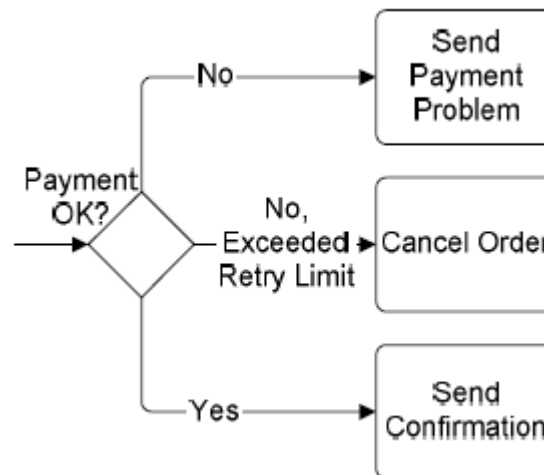 No
Send
Payment
Problem
Payment
OK?
No,
Exceeded
Retry Limit
Cancel Order
Yes
Send
Confirmation